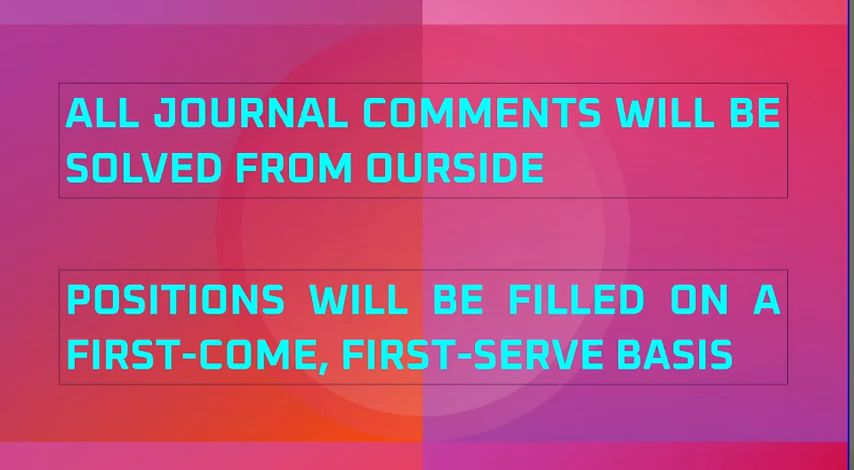 ALL JOURNAL COMMENTS WILL BE
SOLVED FROM OURSIDE
POSITIONS WILL BE FILLED ON A
FIRST-COME, FIRST-SERVE BASIS